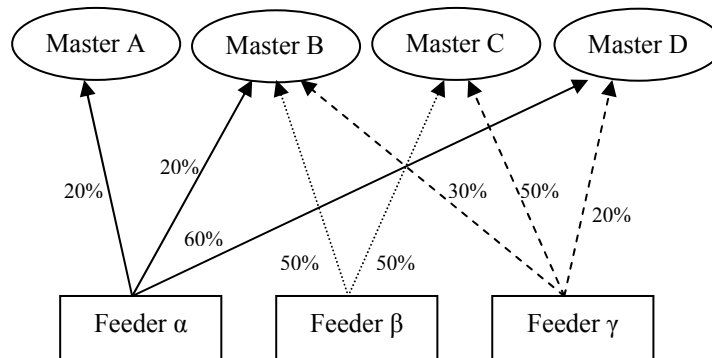 Master A
Master B
Master C
Master D
20%
20%
60%
50%
50%
30%
50%
20%
Feeder α
Feeder β
Feeder γ